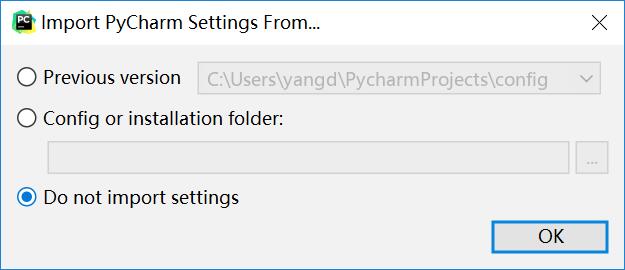 PC
Import PyCharm Settings From...
Previous version C:\Users\yangd\PycharmProjects\config
Config or installation folder:
...
Do not import settings
OK